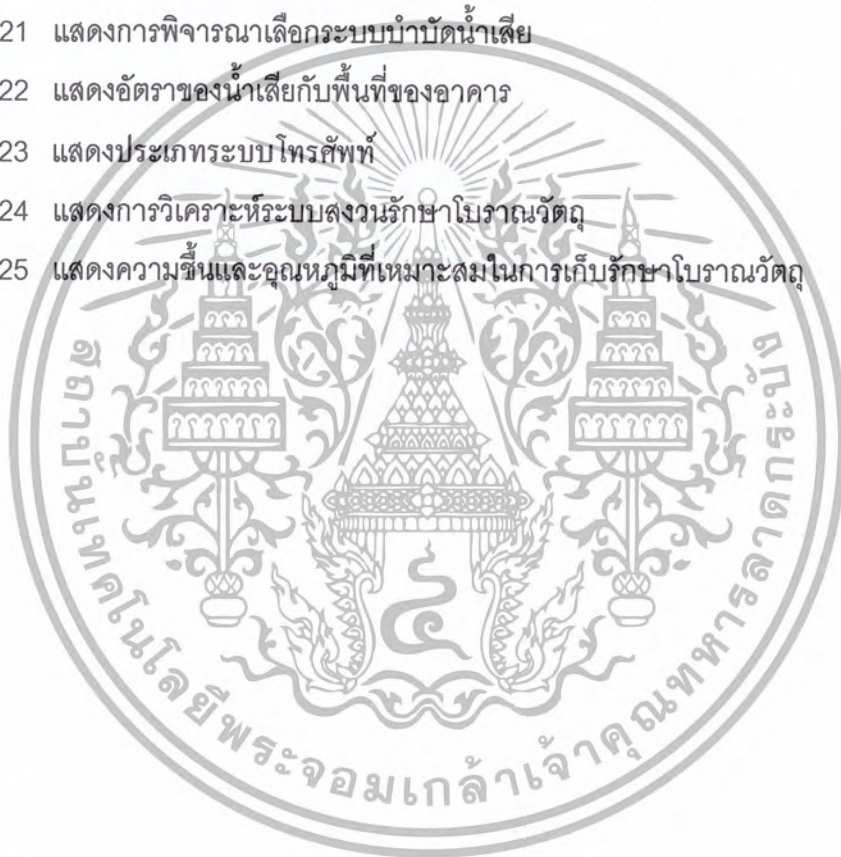 21 แสดงการพิจารณาเลือกระบบบำบัดน้ำเสีย
22 แสดงอัตราของน้ำเสียกับพื้นที่ของอาคาร
23 แสดงประเภทระบบโทรศัพท์
24 แสดงการวิเคราะห์ระบบสงวนรักษาโบราณวัตถุ
25 แสดงความชื้นและอุณหภูมิที่เหมาะสมในการเก็บรักษาโบราณวัตถุ
สถาบันเทคโนโลยีพระจอมเกล้าเจ้าคุณทหารลาดกระบัง